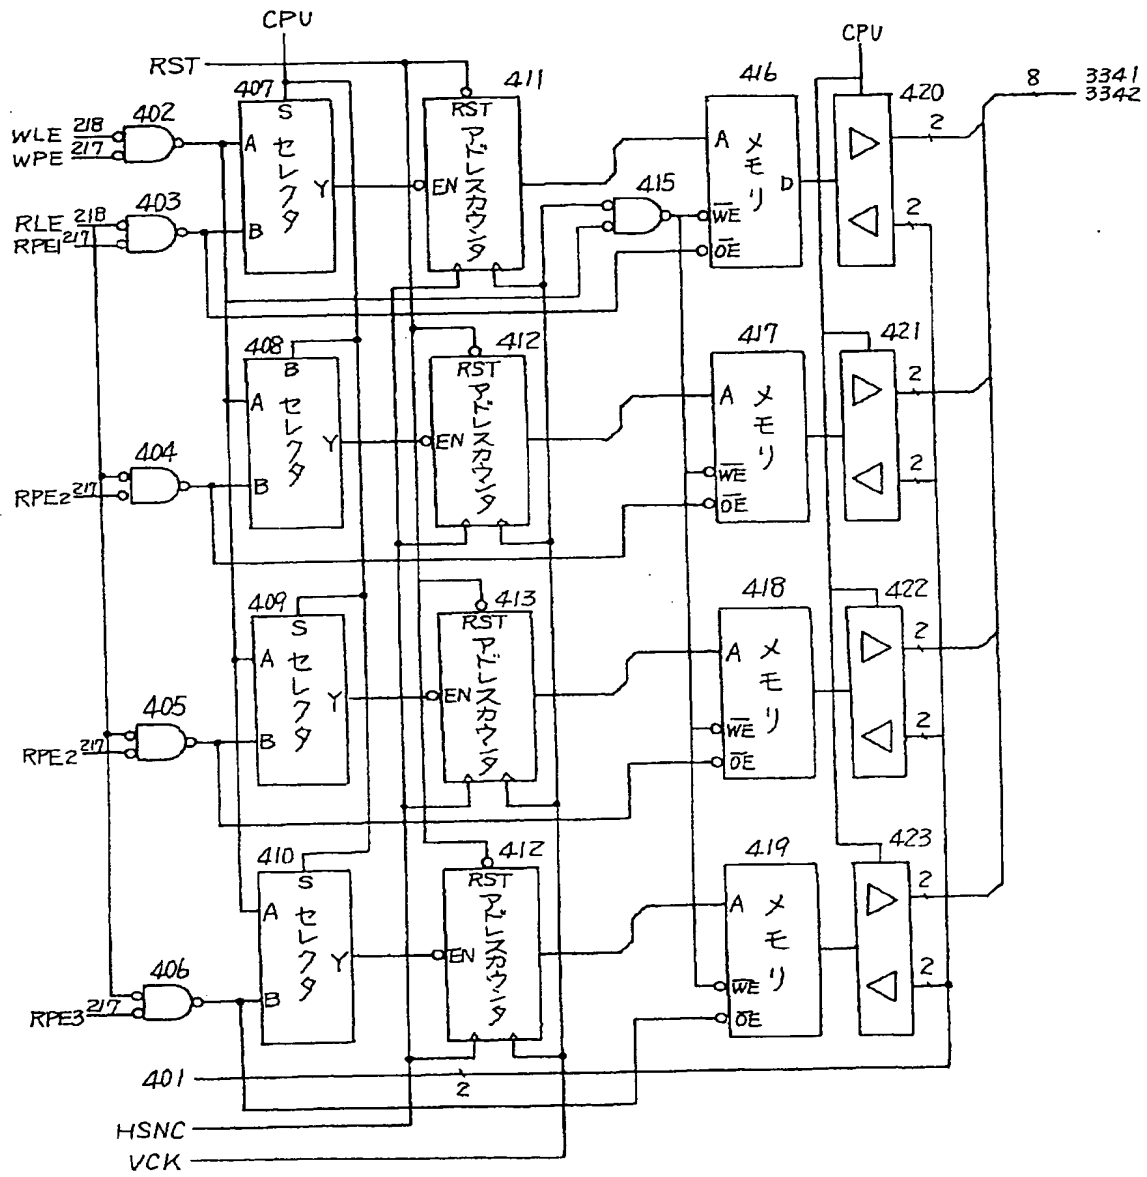 CPU
RST
CPU
407
411
416
420
8
3341
3342
402
WLE 218
WPE 217
S
A
B
Y
セレクタ
RST
EN
アドレスカウンタ
A
D
WE
OE
メモリ
2
2
403
RLE 218
RPE1 217
415
408
412
417
421
B
A
B
Y
セレクタ
RST
EN
アドレスカウンタ
A
WE
OE
メモリ
2
2
404
RPE2 217
409
413
418
422
S
A
B
Y
セレクタ
RST
EN
アドレスカウンタ
A
WE
OE
メモリ
2
2
405
RPE2 217
410
412
419
423
S
A
B
Y
セレクタ
RST
EN
アドレスカウンタ
A
WE
OE
メモリ
2
2
406
RPE3 217
401
2
HSNC
VCK